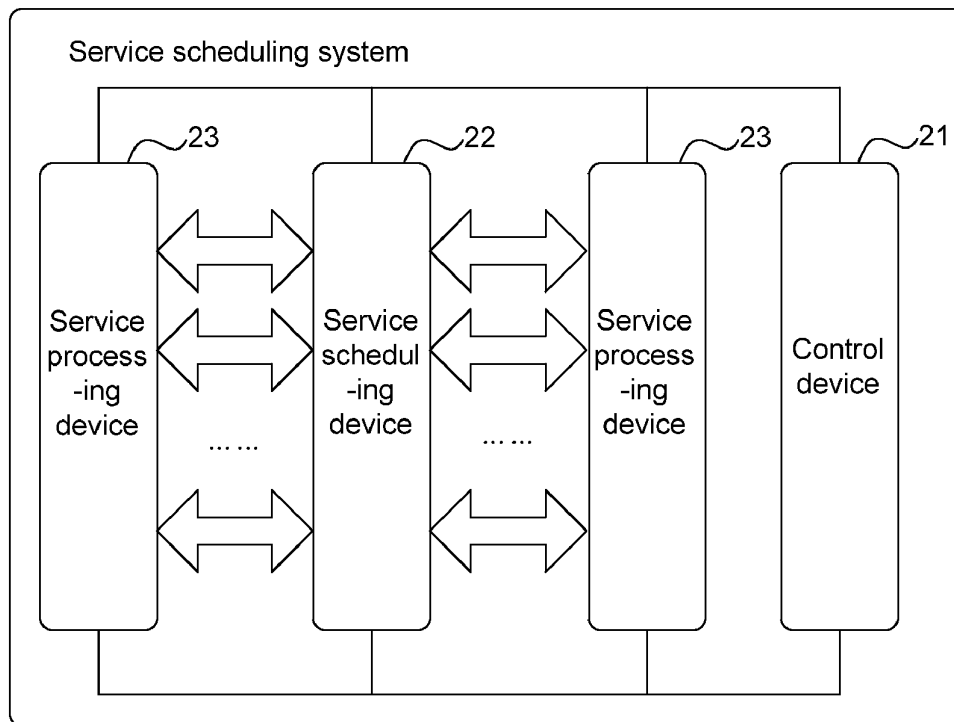 Service scheduling system
23
22
23
21
Service
process
-ing
device
... ...
Service
schedul
-ing
device
... ...
Service
process
-ing
device
Control
device